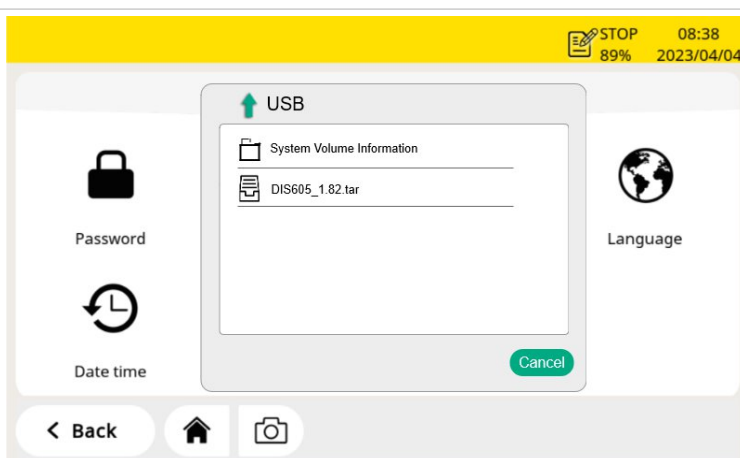 STOP 08:38
89% 2023/04/04
USB
System Volume Information
DIS605_1.82.tar
Password
Language
Date time
Cancel
Back